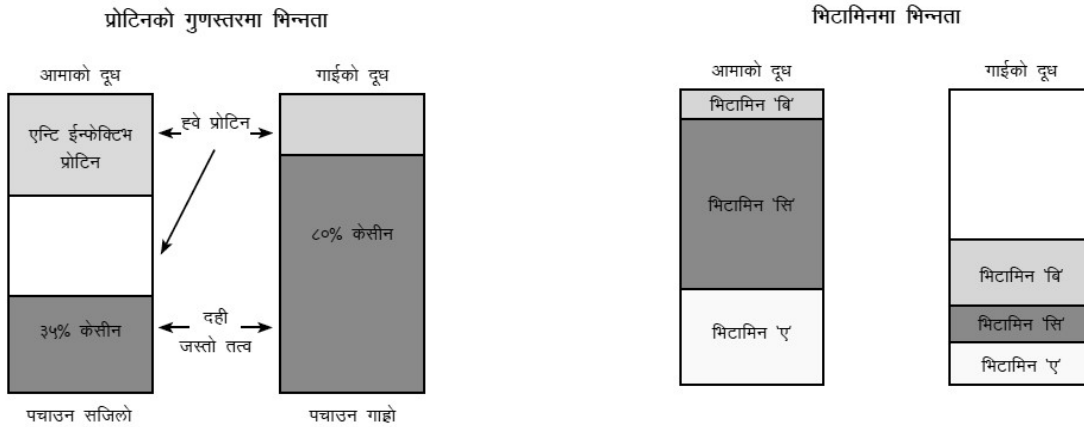 प्रोटिनको गुणस्तरमा भिन्नता
आमाको दूध
गाईको दूध
एन्टि ईन्फेक्टिभ
प्रोटिन
ह्वे प्रोटिन
८०% केसीन
३५% केसीन
दही
जस्तो तत्व
पचाउन सजिलो
पचाउन गाह्रो
भिटामिनमा भिन्नता
आमाको दूध
गाईको दूध
भिटामिन 'बि'
भिटामिन 'सि'
भिटामिन 'ए'
भिटामिन 'बि'
भिटामिन 'सि'
भिटामिन 'ए'